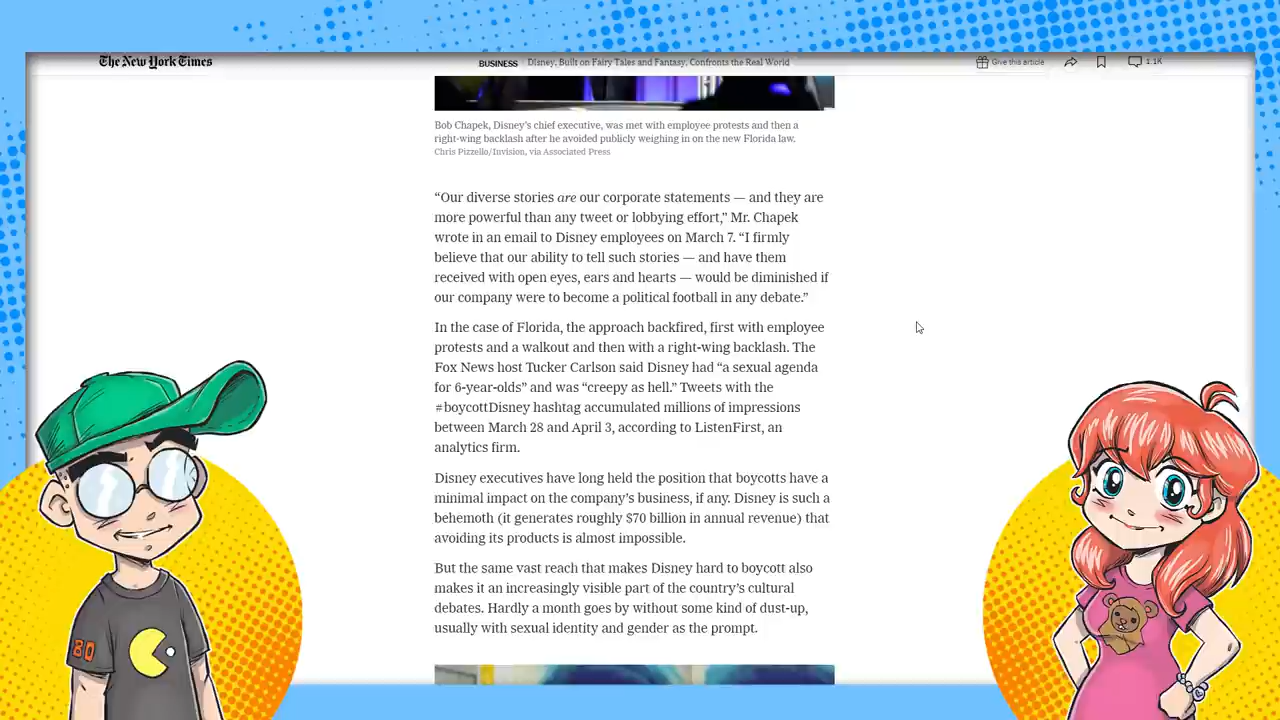 The New York Times
BUSINESS Disney, Built on Fairy Tales and Fantasy, Confronts the Real World
Give this article
1.1K
Bob Chapek, Disney's chief executive, was met with employee protests and then a
right-wing backlash after he avoided publicly weighing in on the new Florida law.
Chris Pizzello/Invision, via Associated Press
“Our diverse stories are our corporate statements — and they are
more powerful than any tweet or lobbying effort,” Mr. Chapek
wrote in an email to Disney employees on March 7. “I firmly
believe that our ability to tell such stories — and have them
received with open eyes, ears and hearts — would be diminished if
our company were to become a political football in any debate.”
In the case of Florida, the approach backfired, first with employee
protests and a walkout and then with a right-wing backlash. The
Fox News host Tucker Carlson said Disney had “a sexual agenda
for 6-year-olds” and was “creepy as hell.” Tweets with the
#boycottDisney hashtag accumulated millions of impressions
between March 28 and April 3, according to ListenFirst, an
analytics firm.
Disney executives have long held the position that boycotts have a
minimal impact on the company's business, if any. Disney is such a
behemoth (it generates roughly $70 billion in annual revenue) that
avoiding its products is almost impossible.
But the same vast reach that makes Disney hard to boycott also
makes it an increasingly visible part of the country's cultural
debates. Hardly a month goes by without some kind of dust-up,
usually with sexual identity and gender as the prompt.
80